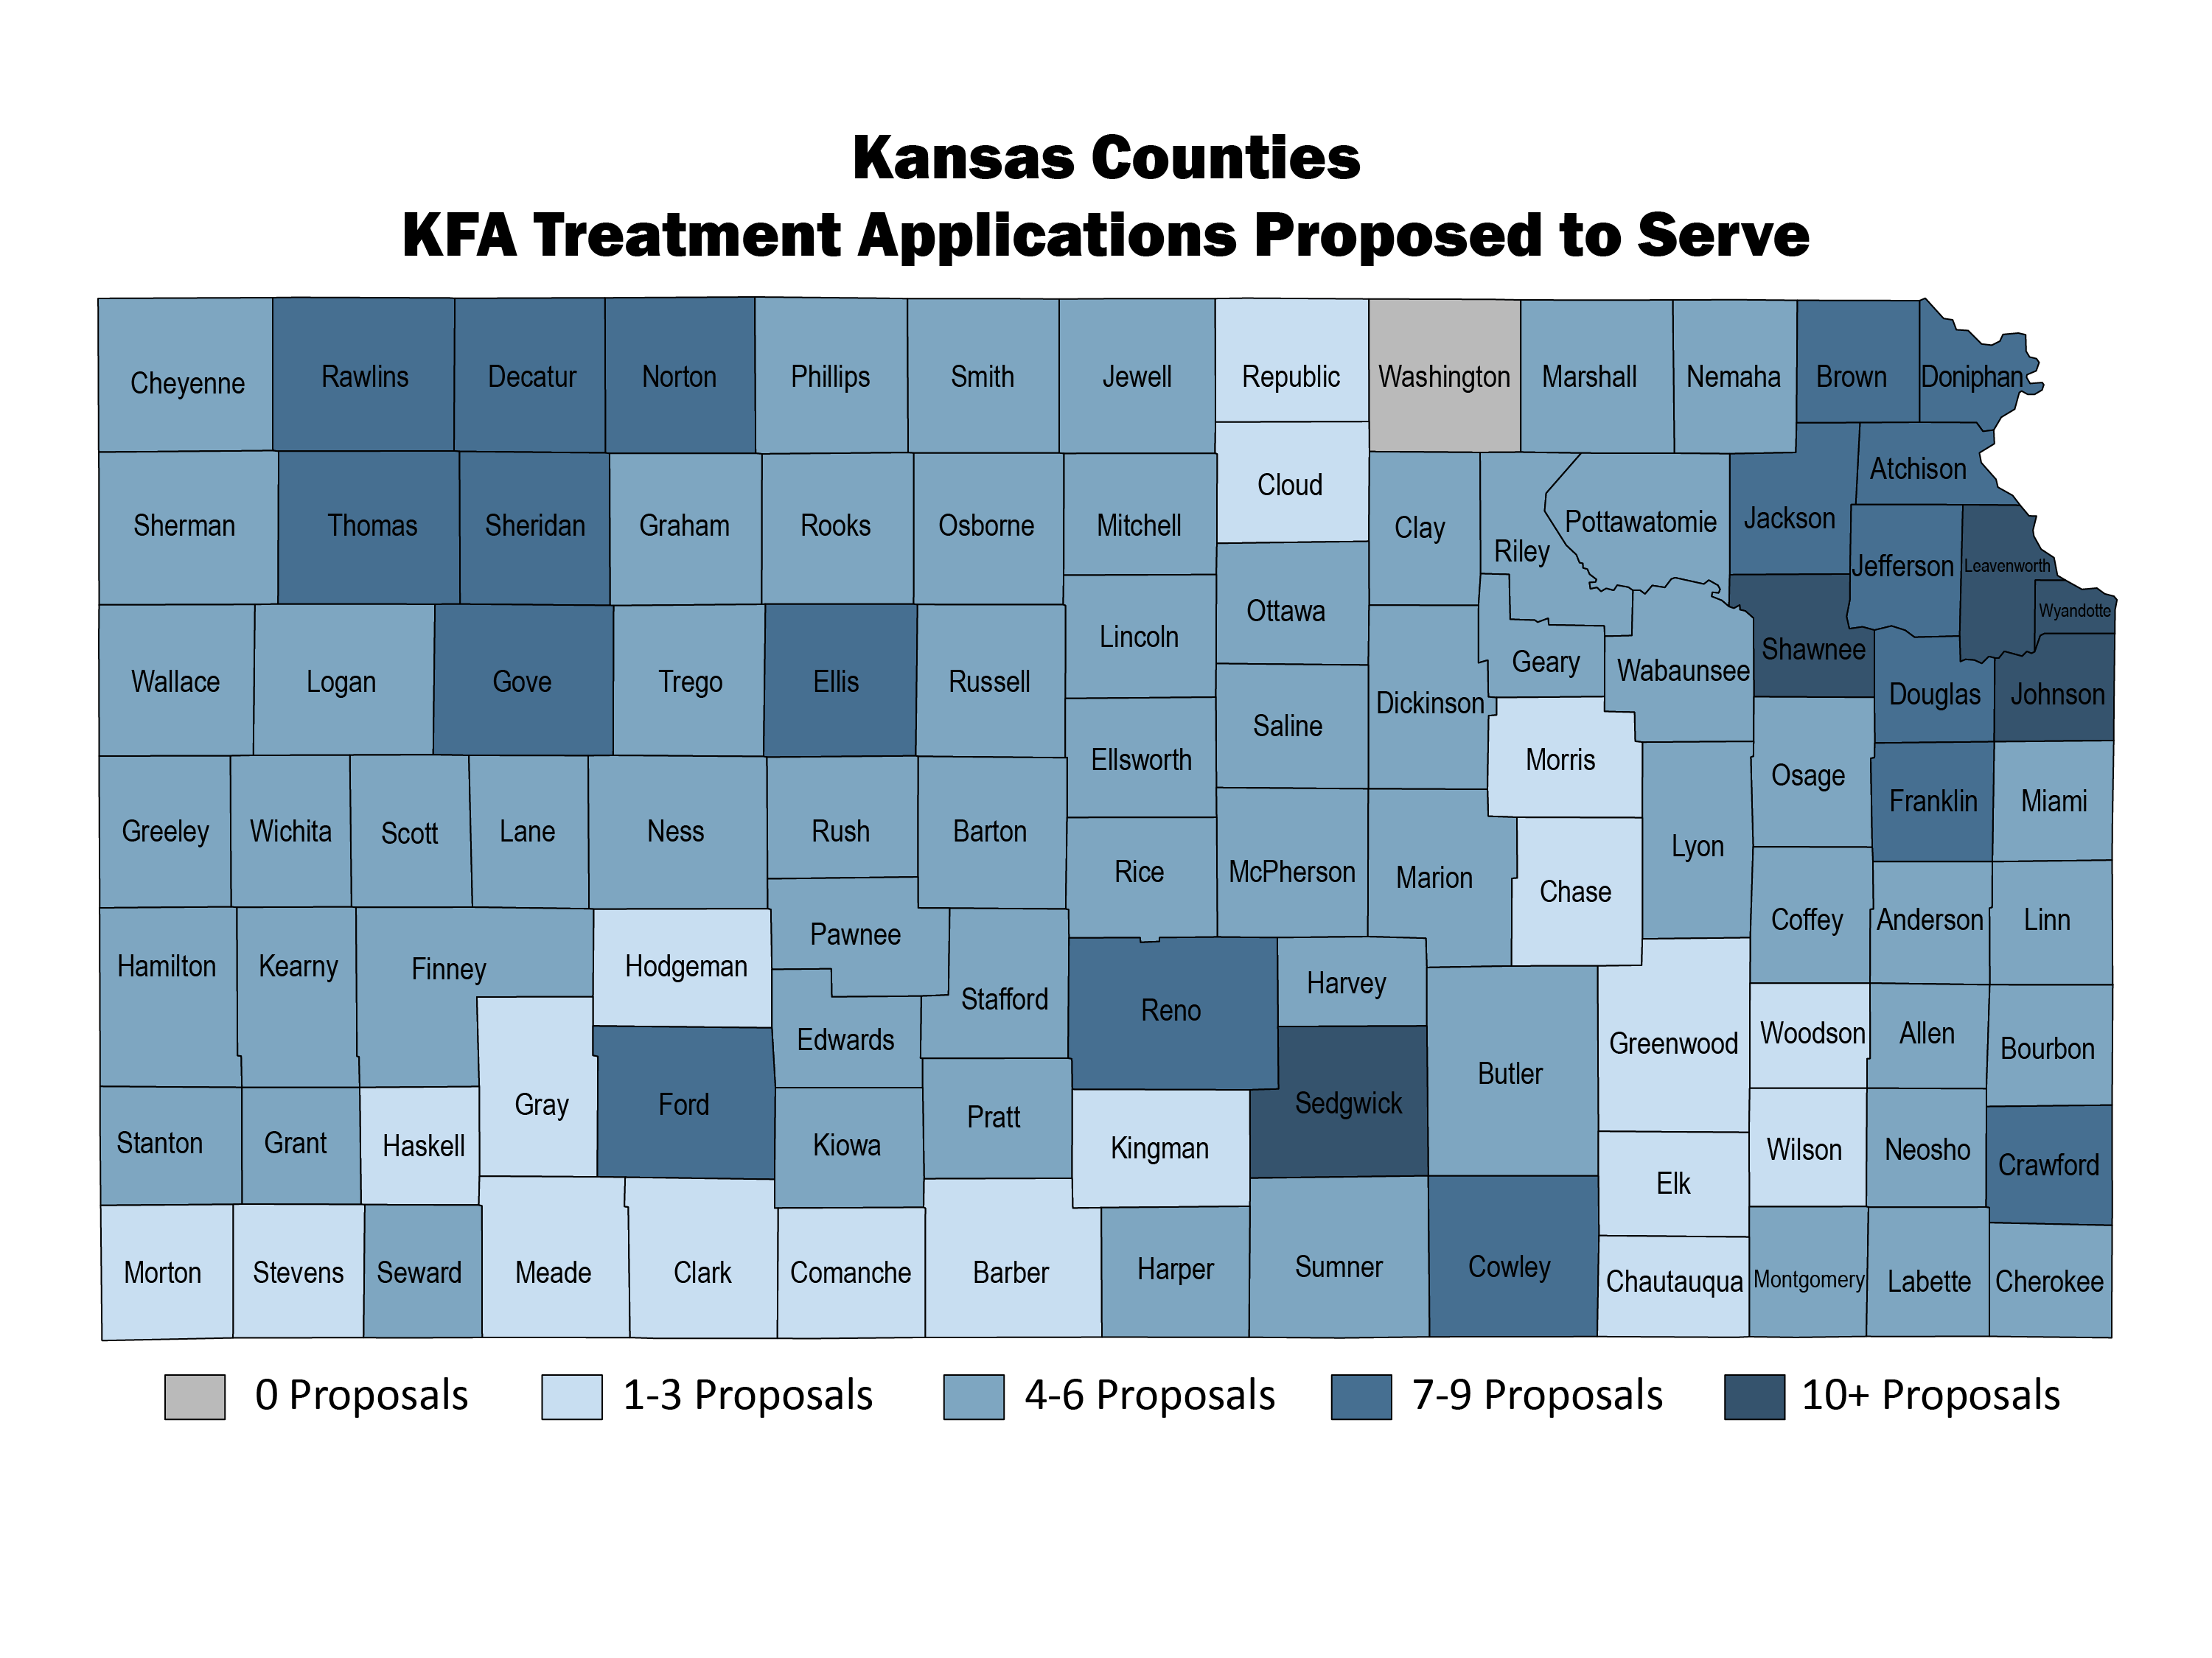 Kansas Counties
KFA Treatment Applications Proposed to Serve
Cheyenne
Rawlins
Decatur
Norton
Phillips
Smith
Jewell
Republic
Washington
Marshall
Nemaha
Brown
Doniphan
Sherman
Thomas
Sheridan
Graham
Rooks
Osborne
Mitchell
Cloud
Clay
Riley
Pottawatomie
Jackson
Atchison
Jefferson
Leavenworth
Wyandotte
Wallace
Logan
Gove
Trego
Ellis
Russell
Lincoln
Ottawa
Saline
Dickinson
Geary
Wabaunsee
Shawnee
Douglas
Johnson
Ellsworth
Morris
Osage
Franklin
Miami
Greeley
Wichita
Scott
Lane
Ness
Rush
Barton
Rice
McPherson
Marion
Chase
Lyon
Coffey
Anderson
Linn
Hamilton
Kearny
Finney
Hodgeman
Pawnee
Stafford
Edwards
Reno
Harvey
Butler
Greenwood
Woodson
Allen
Bourbon
Stanton
Grant
Haskell
Gray
Ford
Kiowa
Pratt
Kingman
Sedgwick
Elk
Wilson
Neosho
Crawford
Morton
Stevens
Seward
Meade
Clark
Comanche
Barber
Harper
Sumner
Cowley
Chautauqua
Montgomery
Labette
Cherokee
0 Proposals
1-3 Proposals
4-6 Proposals
7-9 Proposals
10+ Proposals